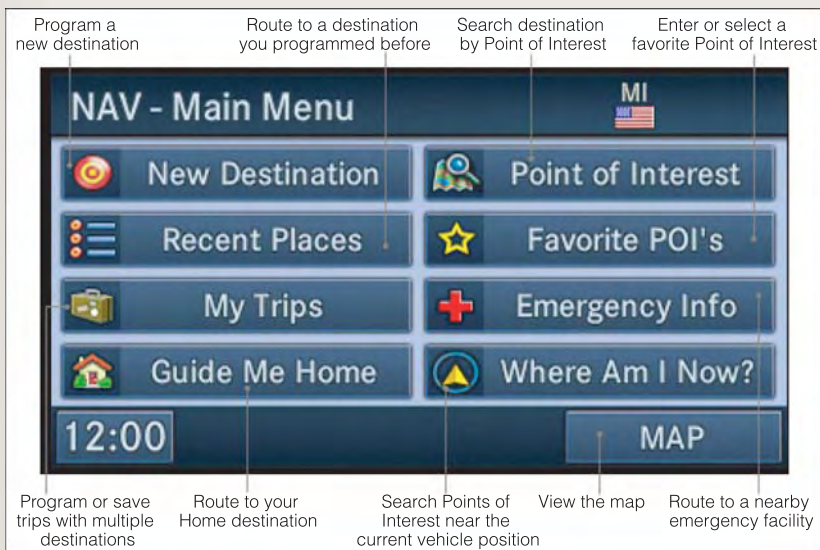 Program a
new destination
Route to a destination
you programmed before
Search destination
by Point of Interest
Enter or select a
favorite Point of Interest
NAV - Main Menu
MI
New Destination
Point of Interest
Recent Places
Favorite POI's
My Trips
Emergency Info
Guide Me Home
Where Am I Now?
12:00
MAP
Program or save
trips with multiple
destinations
Route to your
Home destination
Search Points of
Interest near the
current vehicle position
View the map
Route to a nearby
emergency facility